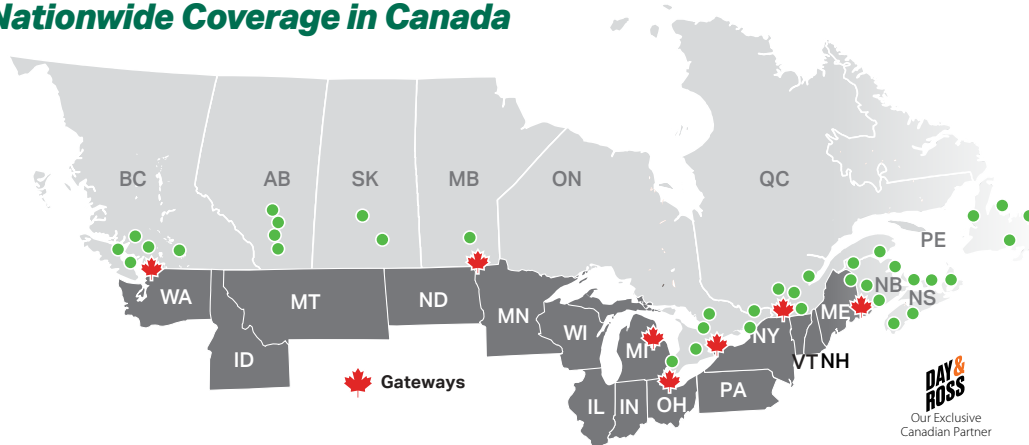 Nationwide Coverage in Canada
BC
AB
SK
MB
ON
QC
PE
NB
NS
WA
MT
ND
MN
WI
MI
NY
ME
VT NH
ID
IL
IN
OH
PA
Gateways
DAY &
ROSS
Our Exclusive
Canadian Partner